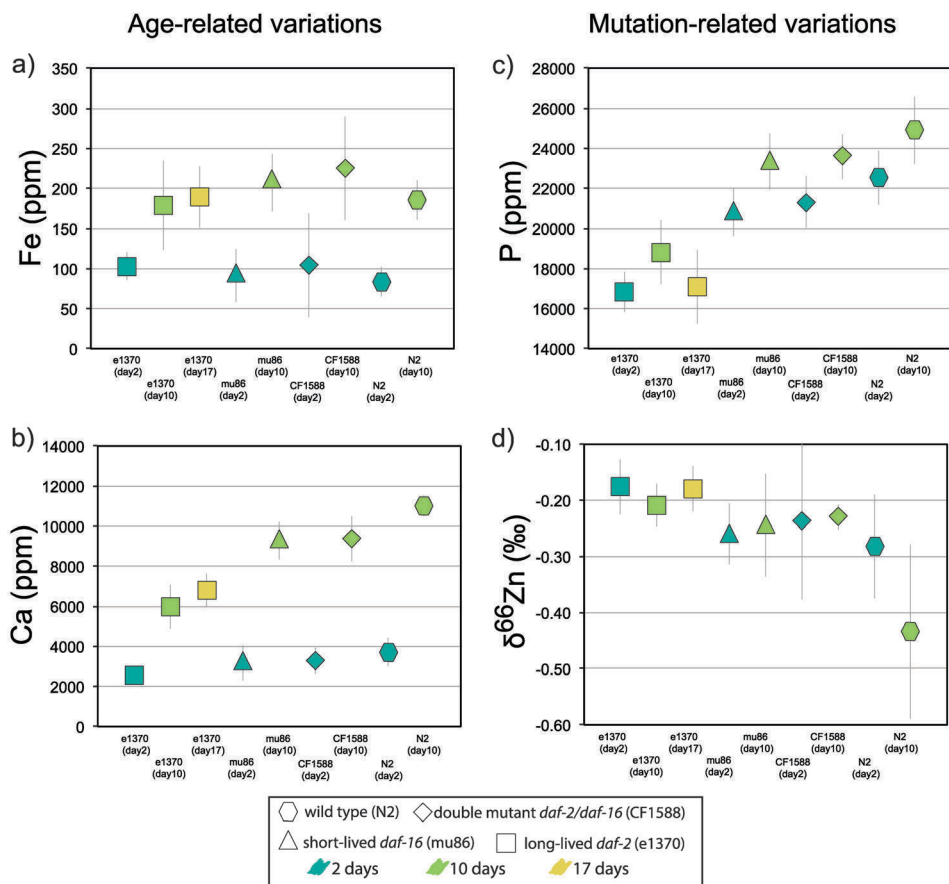 Age-related variations
Mutation-related variations
a)
350
300
250
200
150
100
50
0
Fe (ppm)
e1370
(day2)
e1370
(day10)
e1370
(day17)
mu86
(day2)
mu86
(day10)
CF1588
(day2)
CF1588
(day10)
N2
(day2)
N2
(day10)
c)
28000
26000
24000
22000
20000
18000
16000
14000
P (ppm)
e1370
(day2)
e1370
(day10)
e1370
(day17)
mu86
(day2)
mu86
(day10)
CF1588
(day2)
CF1588
(day10)
N2
(day2)
N2
(day10)
b)
14000
12000
10000
8000
6000
4000
2000
0
Ca (ppm)
e1370
(day2)
e1370
(day10)
e1370
(day17)
mu86
(day2)
mu86
(day10)
CF1588
(day2)
CF1588
(day10)
N2
(day2)
N2
(day10)
d)
-0.10
-0.20
-0.30
-0.40
-0.50
-0.60
δ⁶⁶Zn (‰)
e1370
(day2)
e1370
(day10)
e1370
(day17)
mu86
(day2)
mu86
(day10)
CF1588
(day2)
CF1588
(day10)
N2
(day2)
N2
(day10)
wild type (N2)
double mutant daf-2/daf-16 (CF1588)
short-lived daf-16 (mu86)
long-lived daf-2 (e1370)
2 days
10 days
17 days